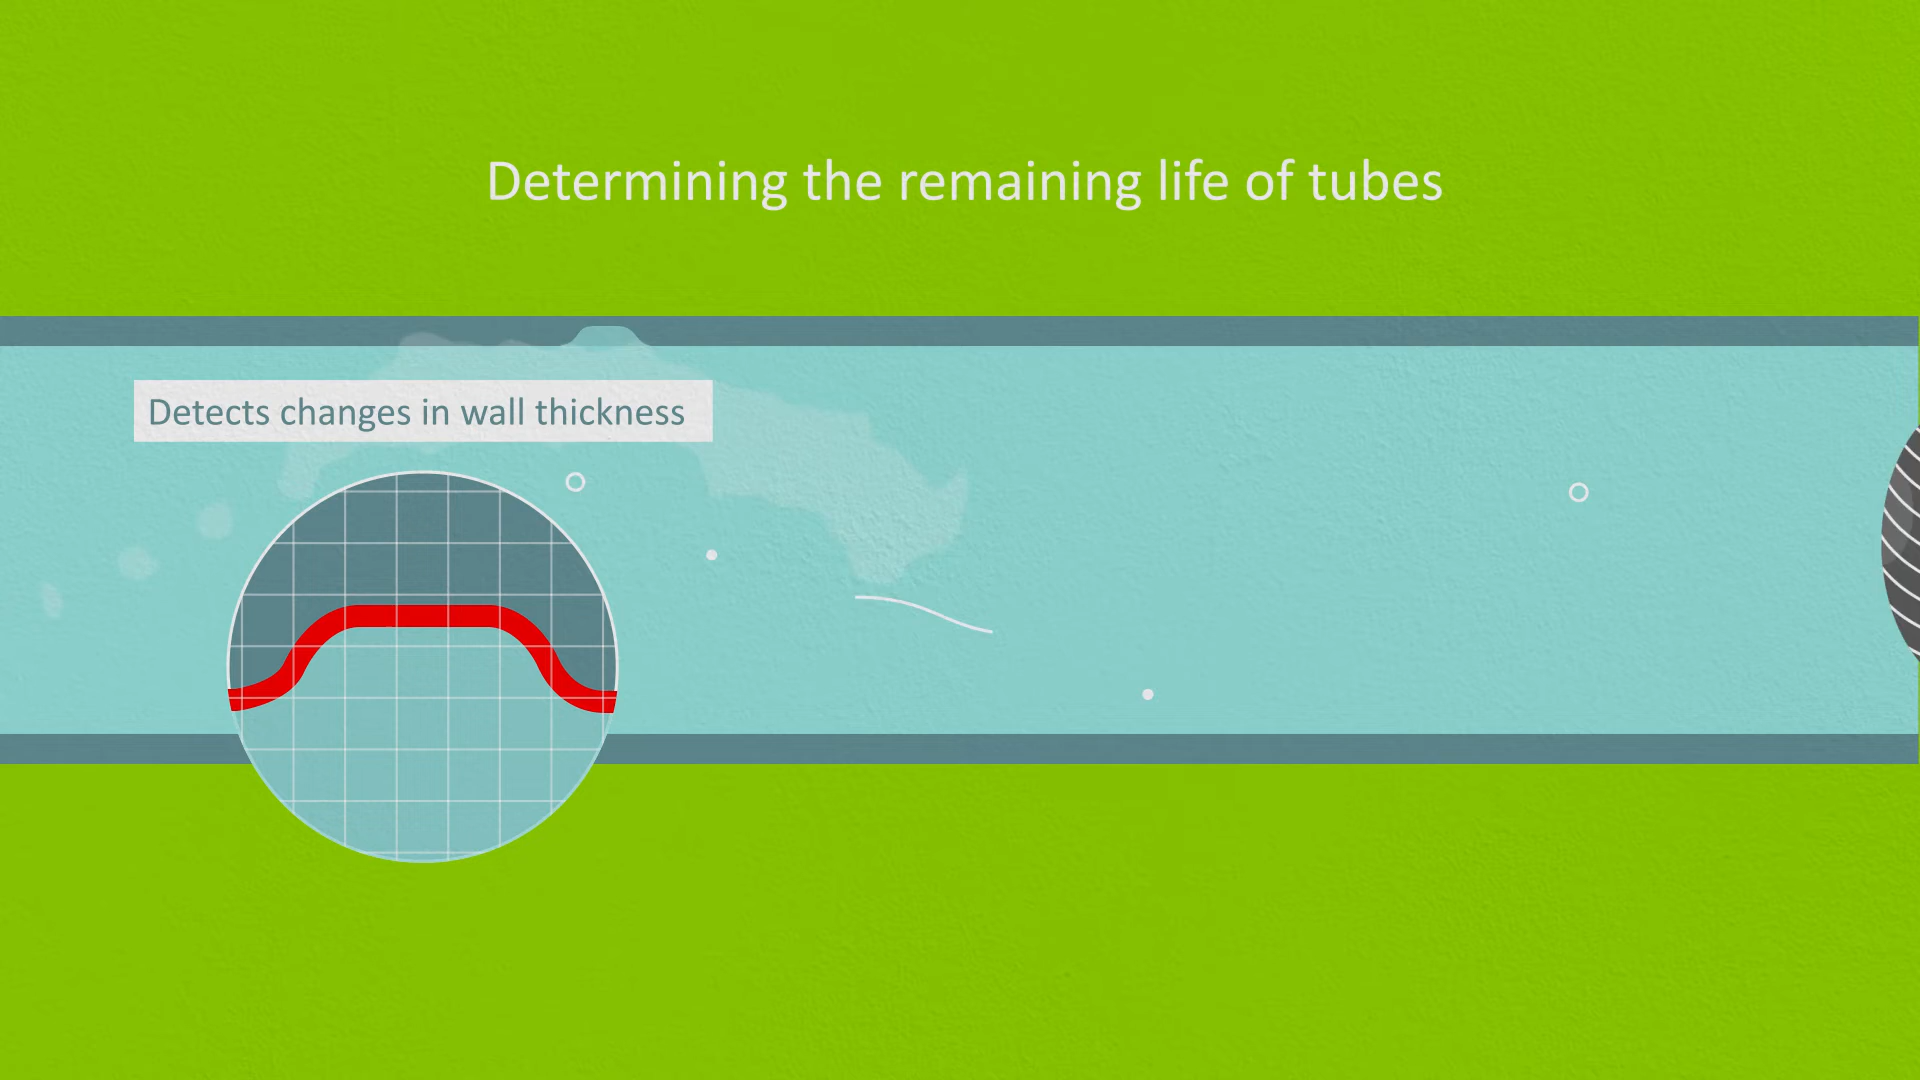 Determining the remaining life of tubes
Detects changes in wall thickness